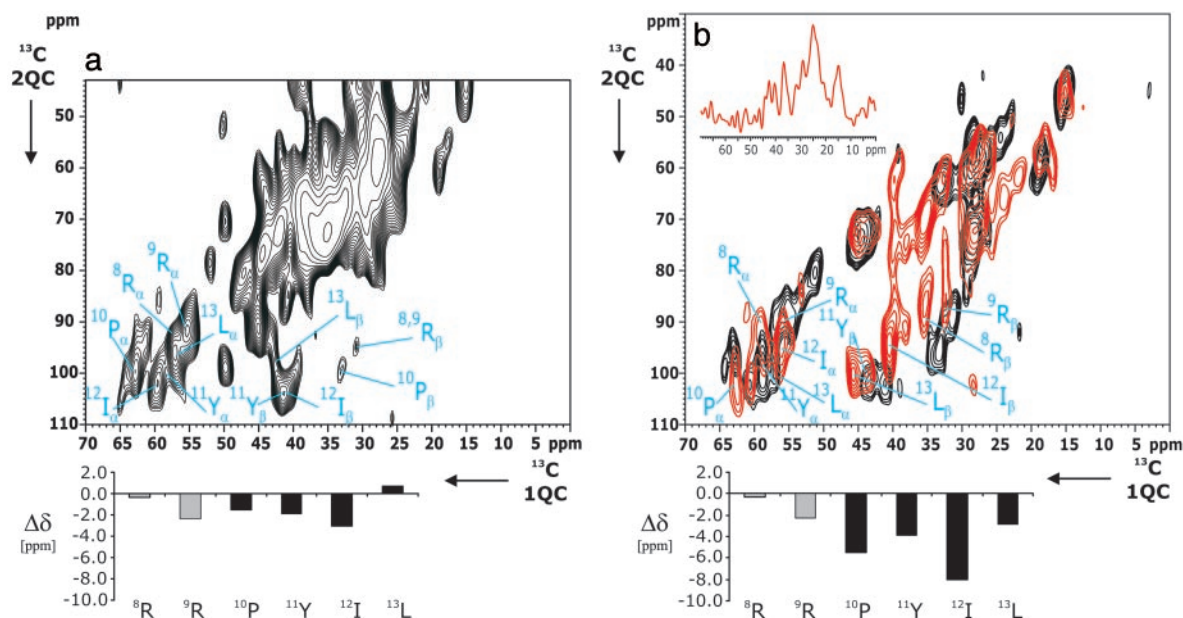 ppm
a
¹³C
2QC
50
60
70
80
90
100
110
⁹Rα
⁸Rα
¹⁰Pα
¹³Lα
¹³Lβ
⁸,⁹Rβ
¹⁰Pβ
¹²Iα
¹¹Yα
¹¹Yβ
¹²Iβ
70 65 60 55 50 45 40 35 30 25 20 15 10 5 ppm
¹³C
1QC
2.0
0.0
-2.0
-4.0
-6.0
-8.0
-10.0
Δδ
[ppm]
⁸R ⁹R ¹⁰P ¹¹Y ¹²I ¹³L
ppm
b
¹³C
2QC
40
50
60
70
80
90
100
110
60 50 40 30 20 10 ppm
⁸Rα
⁹Rα
¹¹Yβ
¹²Iα
¹⁰Pα
¹¹Yα
¹³Lα
¹³Lβ
¹²Iβ
⁸Rβ
⁹Rβ
70 65 60 55 50 45 40 35 30 25 20 15 10 5 ppm
¹³C
1QC
2.0
0.0
-2.0
-4.0
-6.0
-8.0
-10.0
Δδ
[ppm]
⁸R ⁹R ¹⁰P ¹¹Y ¹²I ¹³L